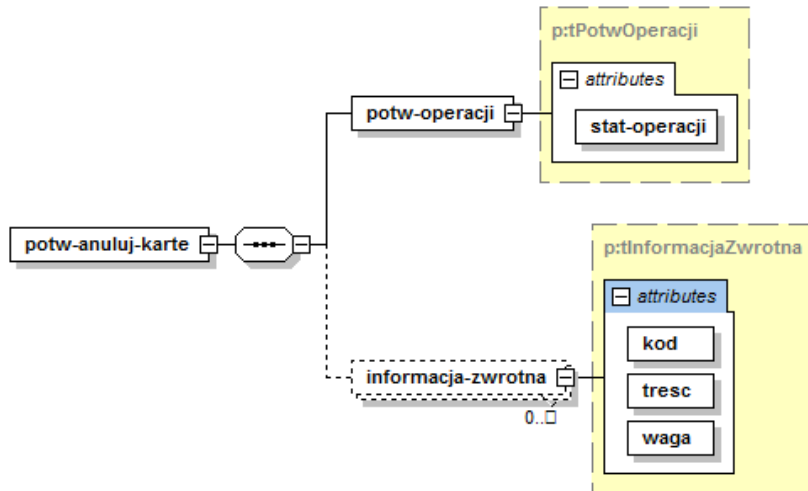 p:tPotwOperacji
attributes
potw-operacji
stat-operacji
potw-anuluj-karte
p:tInformacjaZwrotna
attributes
kod
informacja-zwrotna
tresc
0..□
waga